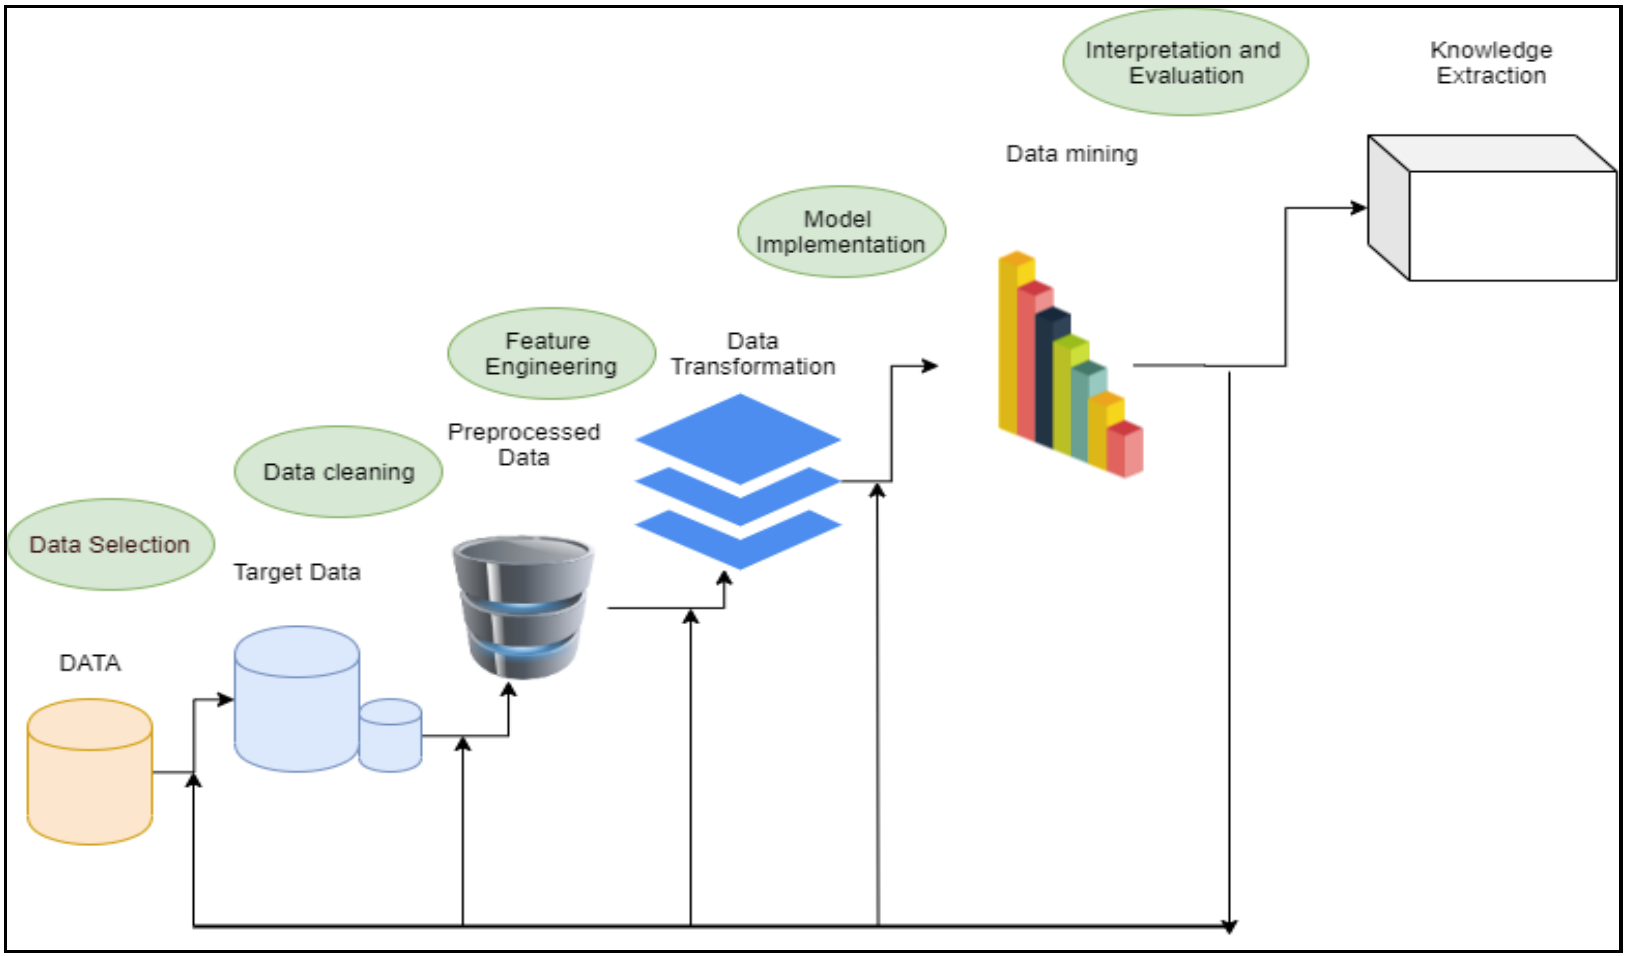 Interpretation and
Evaluation
Knowledge
Extraction
Data mining
Model
Implementation
Feature
Engineering
Data
Transformation
Preprocessed
Data
Data cleaning
Data Selection
Target Data
DATA